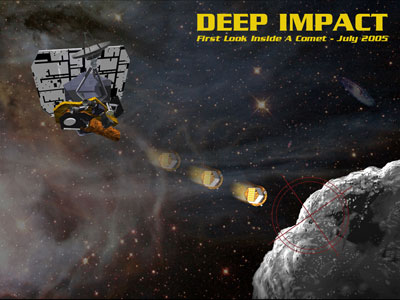 DEEP IMPACT
First Look Inside A Comet - July 2005